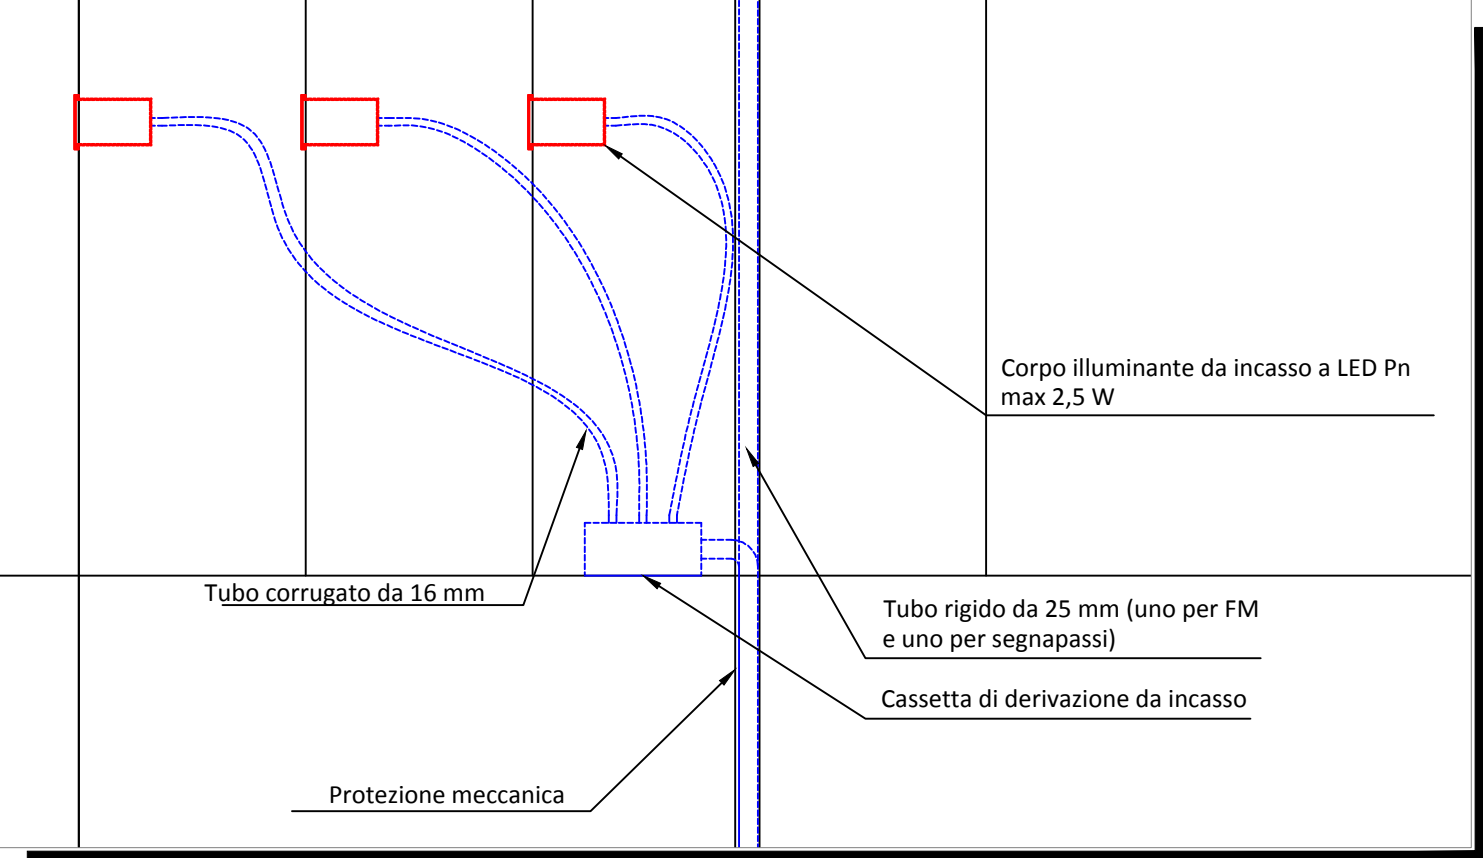 Corpo illuminante da incasso a LED Pn
max 2,5 W
Tubo corrugato da 16 mm
Tubo rigido da 25 mm (uno per FM
e uno per segnapassi)
Cassetta di derivazione da incasso
Protezione meccanica